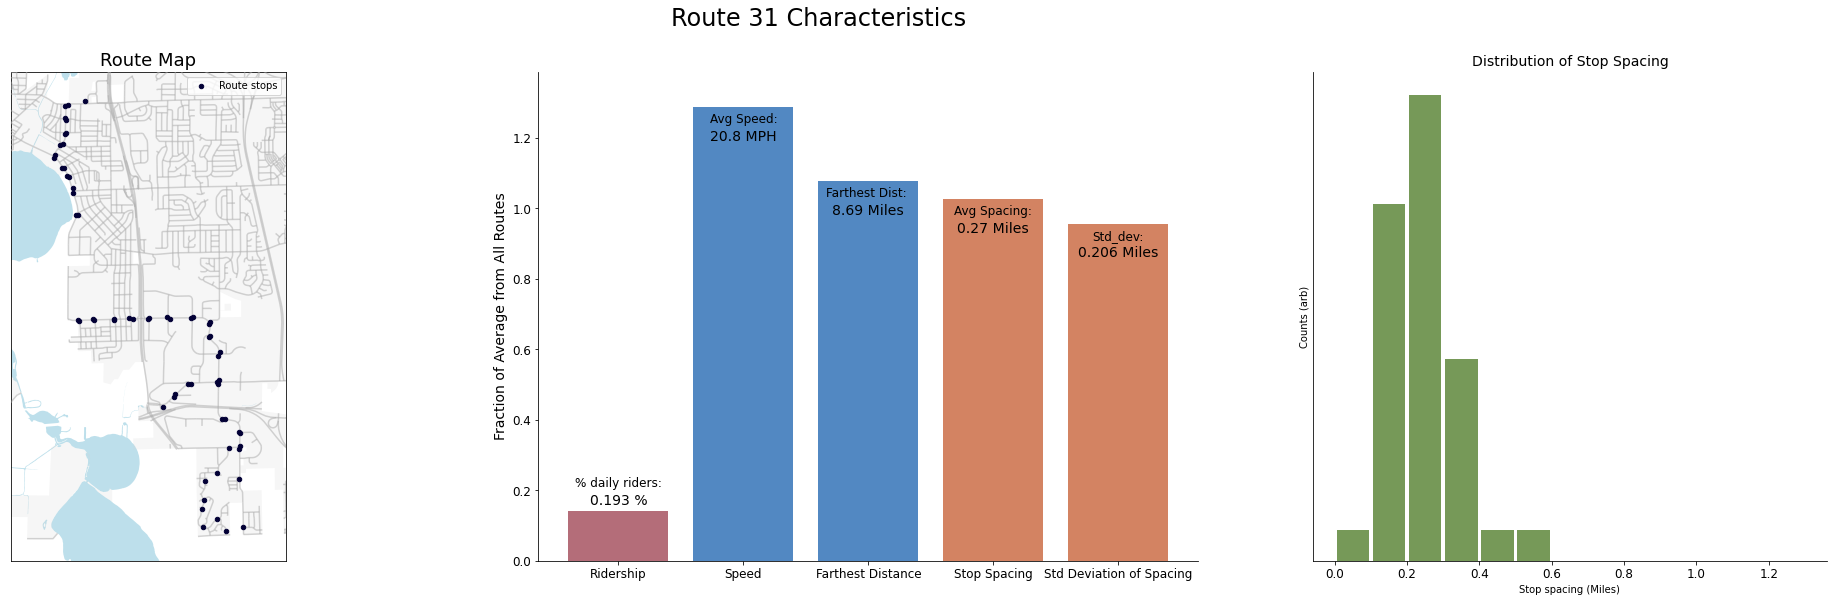 Route 31 Characteristics
Route Map
Route stops
Fraction of Average from All Routes
1.2
1.0
0.8
0.6
0.4
0.2
0.0
% daily riders:
0.193 %
Avg Speed:
20.8 MPH
Farthest Dist:
8.69 Miles
Avg Spacing:
0.27 Miles
Std_dev:
0.206 Miles
Ridership
Speed
Farthest Distance
Stop Spacing
Std Deviation of Spacing
Distribution of Stop Spacing
Counts (arb)
0.0
0.2
0.4
0.6
0.8
1.0
1.2
Stop spacing (Miles)